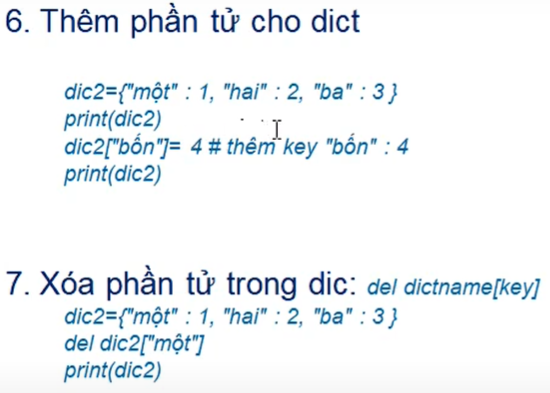 6. Thêm phần tử cho dict
dic2={"một" : 1, "hai" : 2, "ba" : 3 }
print(dic2)
dic2["bốn"]= 4 # thêm key "bốn" : 4
print(dic2)
7. Xóa phần tử trong dic: del dictname[key]
dic2={"một" : 1, "hai" : 2, "ba" : 3 }
del dic2["một"]
print(dic2)